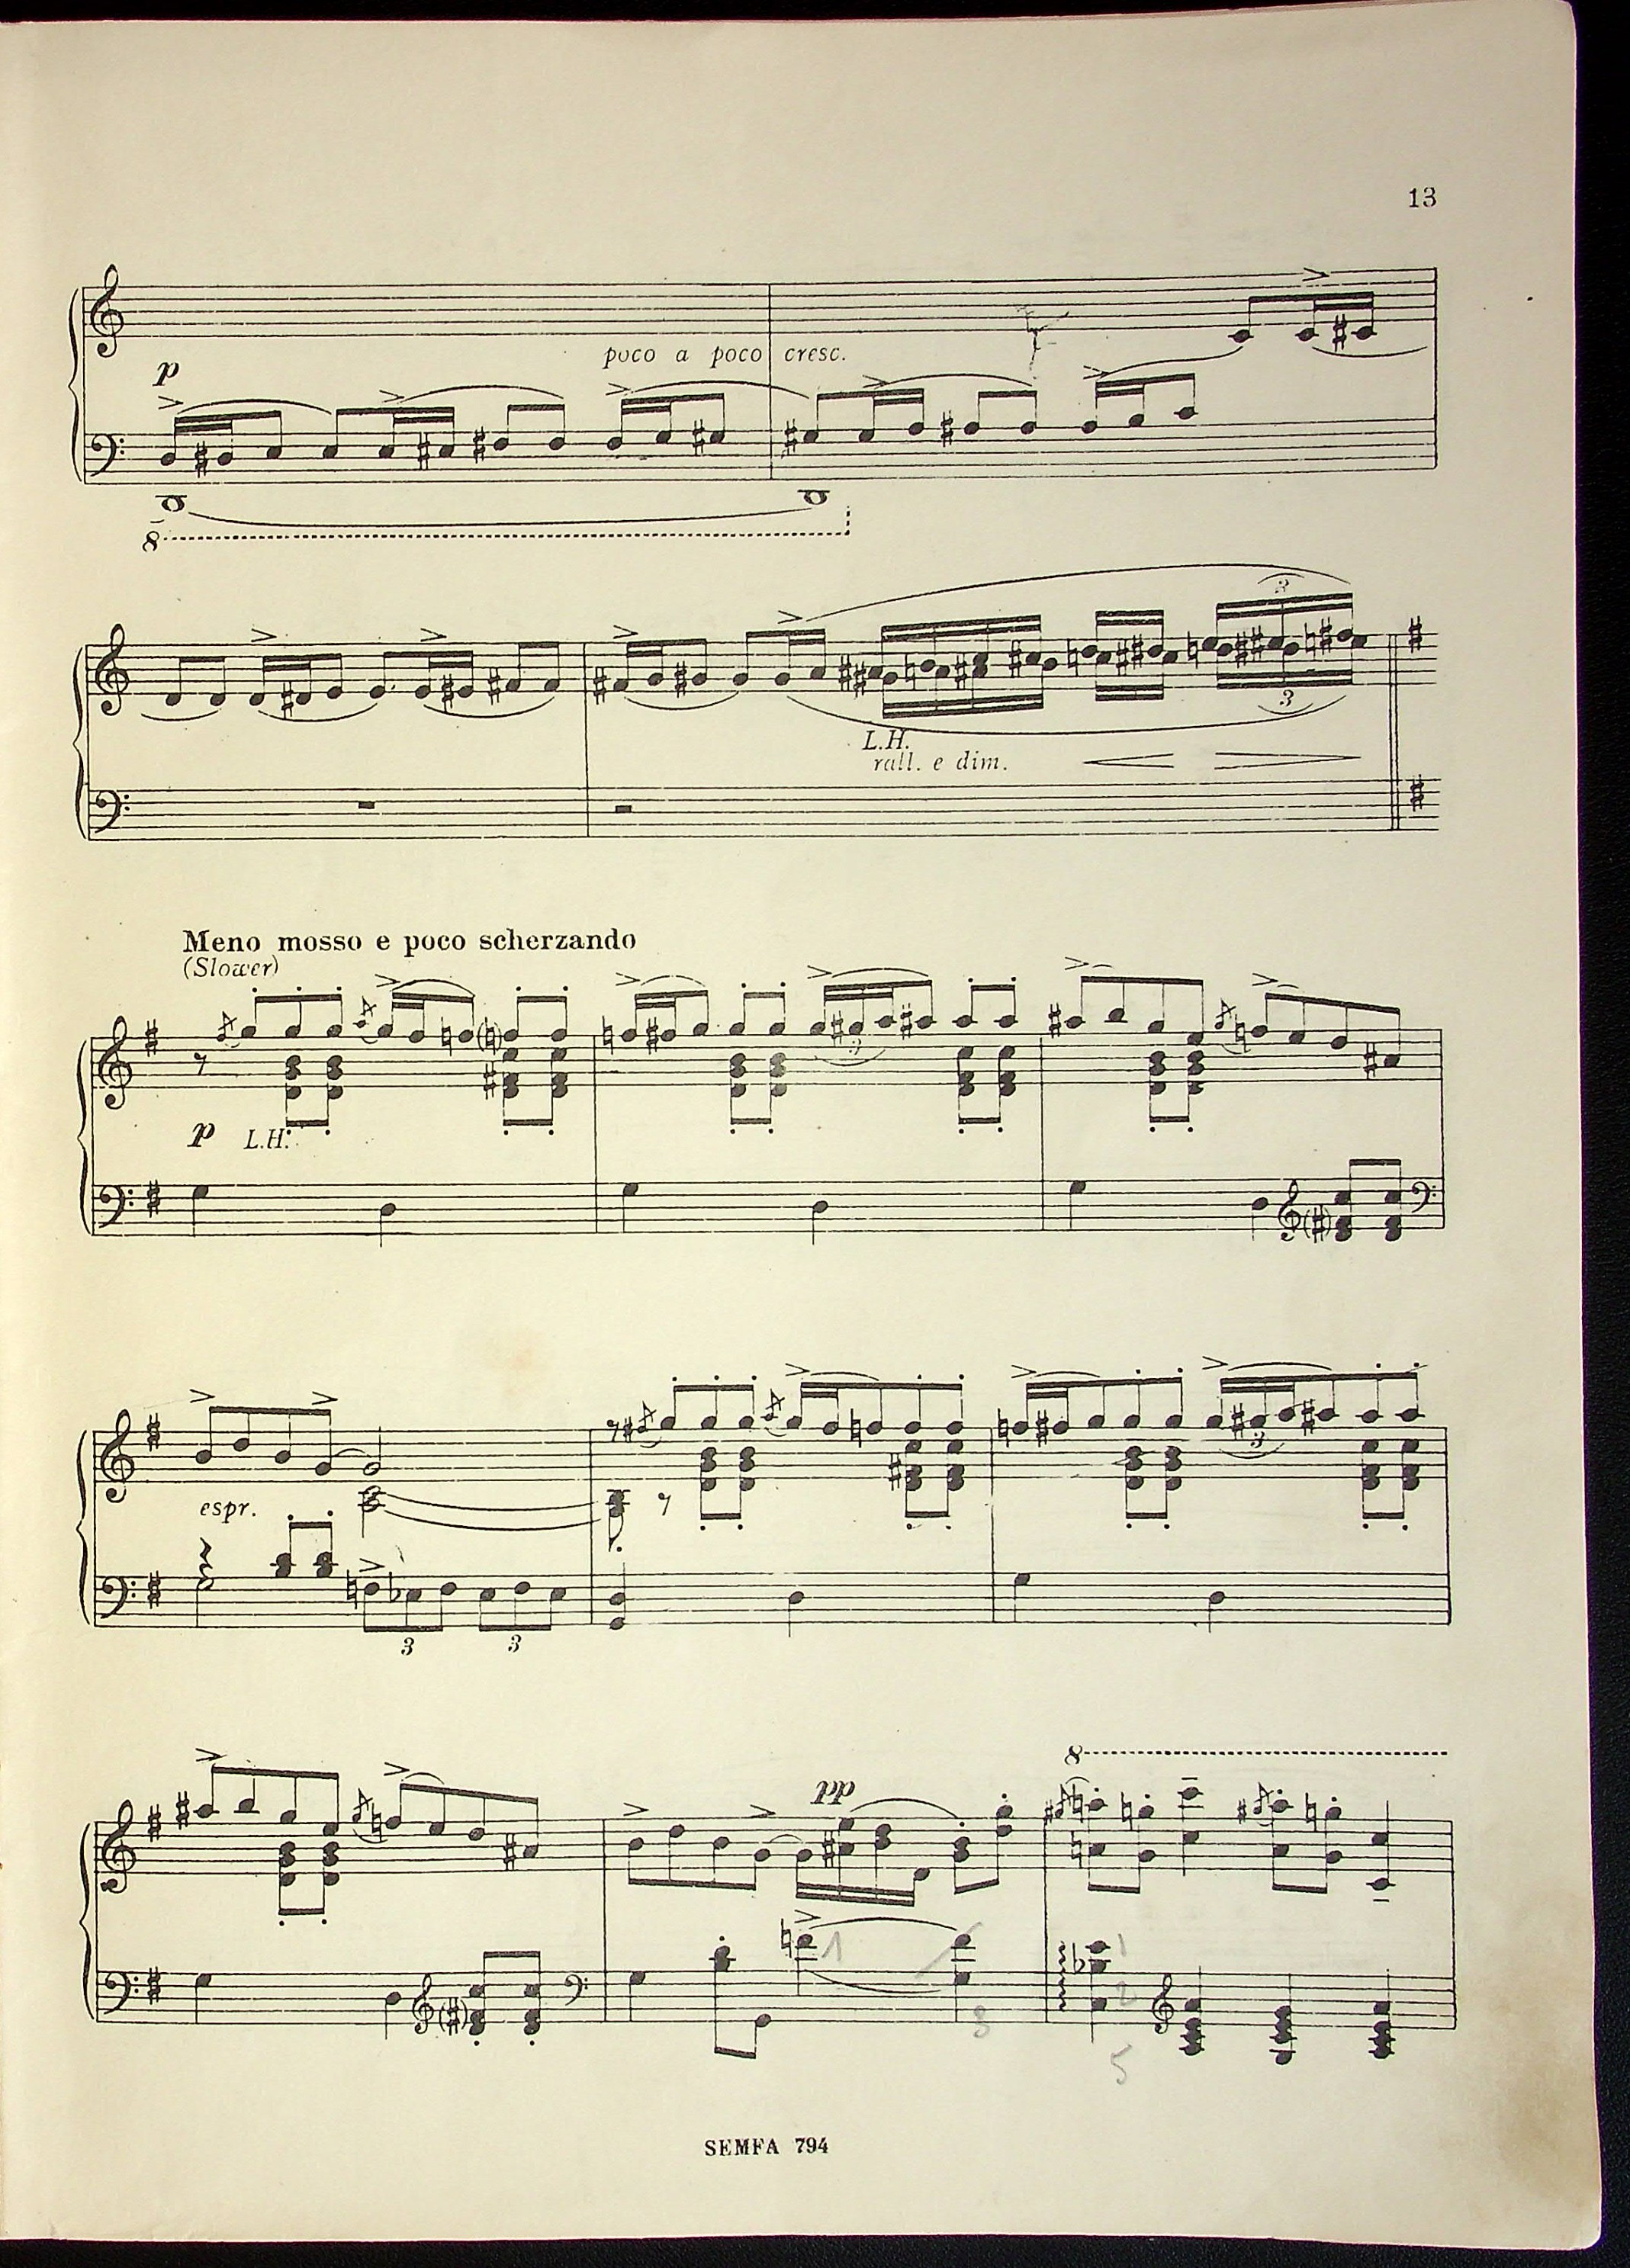 13
p
poco a poco cresc.
8
3
L.H.
rall. e dim.
3
Meno mosso e poco scherzando
(Slower)
3
p L.H.
3
espr.
3 3
8
pp
1 1
2
3
5
SEMFA 794